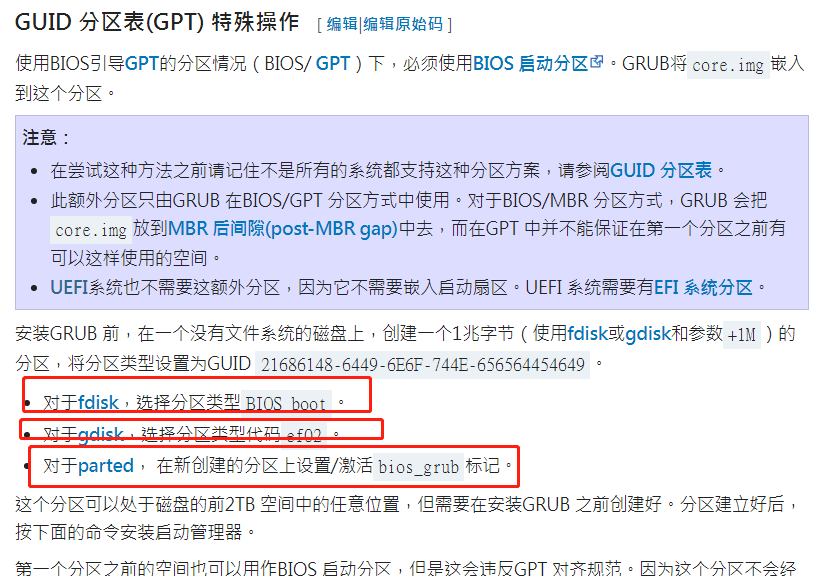 GUID 分区表(GPT) 特殊操作 [ 编辑|编辑原始码 ]
使用BIOS引导GPT的分区情况（BIOS/ GPT）下，必须使用BIOS 启动分区。GRUB将 core.img 嵌入
到这个分区。
注意：
在尝试这种方法之前请记住不是所有的系统都支持这种分区方案，请参阅GUID 分区表。
此额外分区只由GRUB 在BIOS/GPT 分区方式中使用。对于BIOS/MBR 分区方式，GRUB 会把
core.img 放到MBR 后间隙(post-MBR gap)中去，而在GPT 中并不能保证在第一个分区之前有
可以这样使用的空间。
UEFI系统也不需要这额外分区，因为它不需要嵌入启动扇区。UEFI 系统需要有EFI 系统分区。
安装GRUB 前，在一个没有文件系统的磁盘上，创建一个1兆字节（使用fdisk或gdisk和参数 +1M ）的
分区，将分区类型设置为GUID 21686148-6449-6E6F-744E-656564454649 。
对于fdisk，选择分区类型 BIOS boot 。
对于gdisk，选择分区类型代码 ef02 。
对于parted， 在新创建的分区上设置/激活 bios_grub 标记。
这个分区可以处于磁盘的前2TB 空间中的任意位置，但需要在安装GRUB 之前创建好。分区建立好后，
按下面的命令安装启动管理器。
第一个分区之前的空间也可以用作BIOS 启动分区，但是这会违反GPT 对齐规范。因为这个分区不会经